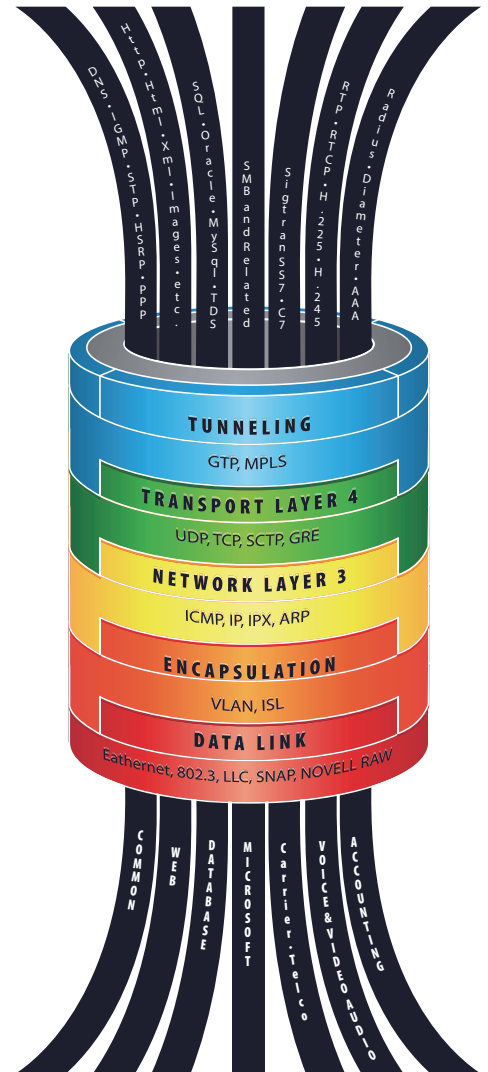 DNS • IGMP • STP • HSRP • PPP
Http • Html • Xml • Images • etc.
SQL • Oracle • MySql • TDS
SMB and Related
Sigtran SS7 • C7
RTP • RTCP • H.225 • H.245
Radius • Diameter • AAA
TUNNELING
GTP, MPLS
TRANSPORT LAYER 4
UDP, TCP, SCTP, GRE
NETWORK LAYER 3
ICMP, IP, IPX, ARP
ENCAPSULATION
VLAN, ISL
DATA LINK
Eathernet, 802.3, LLC, SNAP, NOVELL RAW
COMMON
WEB
DATABASE
MICROSOFT
Carrier • Telco
VOICE & VIDEO AUDIO
ACCOUNTING